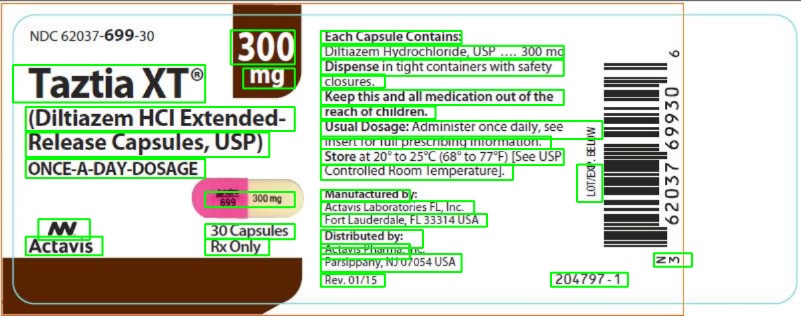 NDC 62037-699-30
300
mg
Taztia XT®
(Diltiazem HCl Extended-
Release Capsules, USP)
ONCE-A-DAY-DOSAGE
699 300 mg
Actavis
30 Capsules
Rx Only
Each Capsule Contains:
Diltiazem Hydrochloride, USP .... 300 mg
Dispense in tight containers with safety
closures.
Keep this and all medication out of the
reach of children.
Usual Dosage: Administer once daily, see
insert for full prescribing information.
Store at 20° to 25°C (68° to 77°F) [See USP
Controlled Room Temperature].
Manufactured by:
Actavis Laboratories FL, Inc.
Fort Lauderdale, FL 33314 USA
Distributed by:
Actavis Pharma, Inc.
Parsippany, NJ 07054 USA
Rev. 01/15
204797-1
LOT/EXP. BELOW
N
3
62037 69930
6